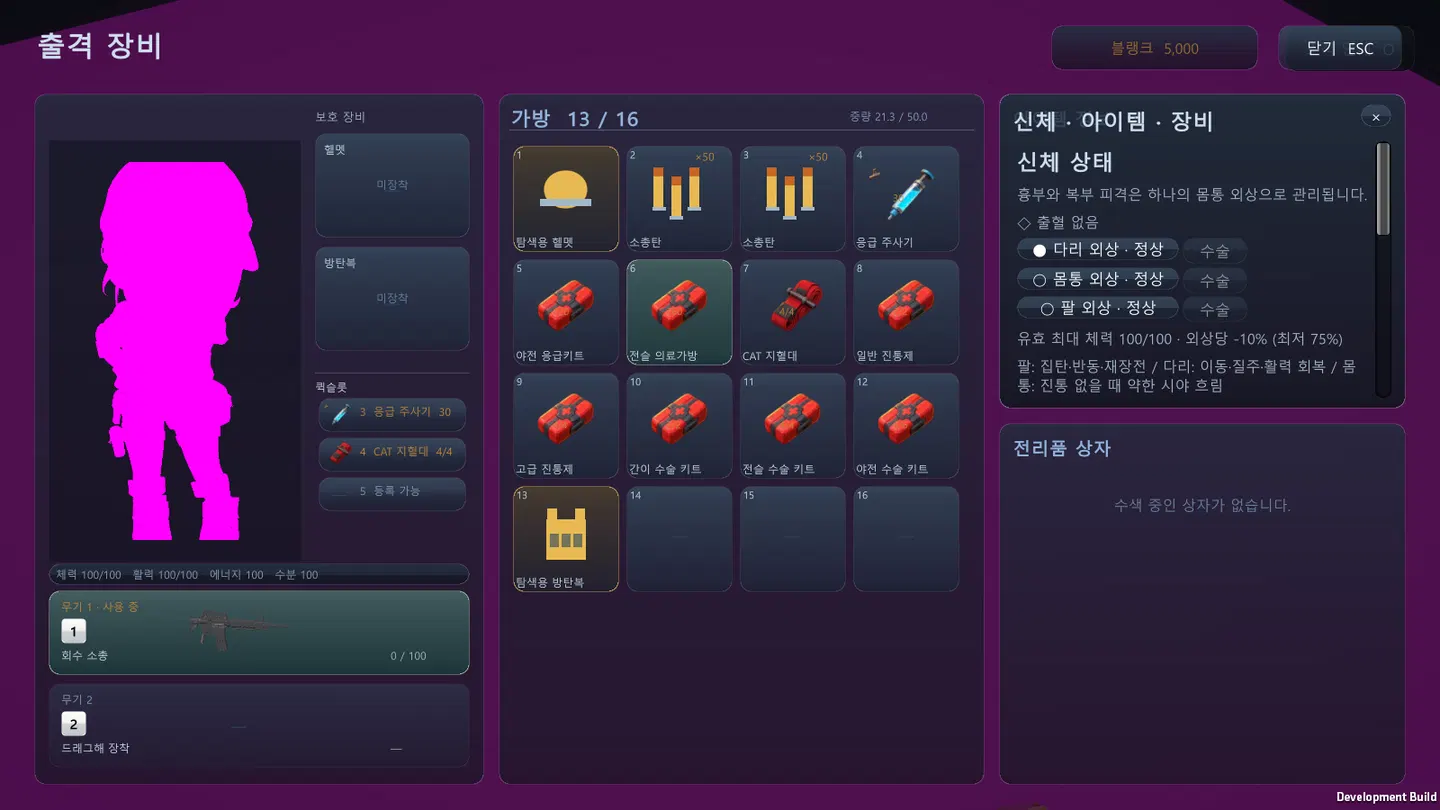 출격 장비
블랭크 5,000
닫기 ESC
보호 장비
헬멧
미장착
방탄복
미장착
퀵슬롯
3 응급 주사기 30
4 CAT 지혈대 4/4
5 등록 가능
체력 100/100 활력 100/100 에너지 100 수분 100
무기 1 · 사용 중
1
회수 소총
0 / 100
무기 2
2
드래그해 장착
—
가방 13 / 16
중량 21.3 / 50.0
1
탐색용 헬멧
2
×50
소총탄
3
×50
소총탄
4
응급 주사기
5
야전 응급키트
6
전술 의료가방
7
4/4
CAT 지혈대
8
일반 진통제
9
고급 진통제
10
간이 수술 키트
11
전술 수술 키트
12
야전 수술 키트
13
탐색용 방탄복
14
15
16
신체 · 아이템 · 장비
×
신체 상태
흉부와 복부 피격은 하나의 몸통 외상으로 관리됩니다.
◇ 출혈 없음
● 다리 외상 · 정상
수술
○ 몸통 외상 · 정상
수술
○ 팔 외상 · 정상
수술
유효 최대 체력 100/100 · 외상당 -10% (최저 75%)
팔: 집탄·반동·재장전 / 다리: 이동·질주·활력 회복 / 몸
통: 진통 없을 때 약한 시야 흐림
전리품 상자
수색 중인 상자가 없습니다.
Development Build